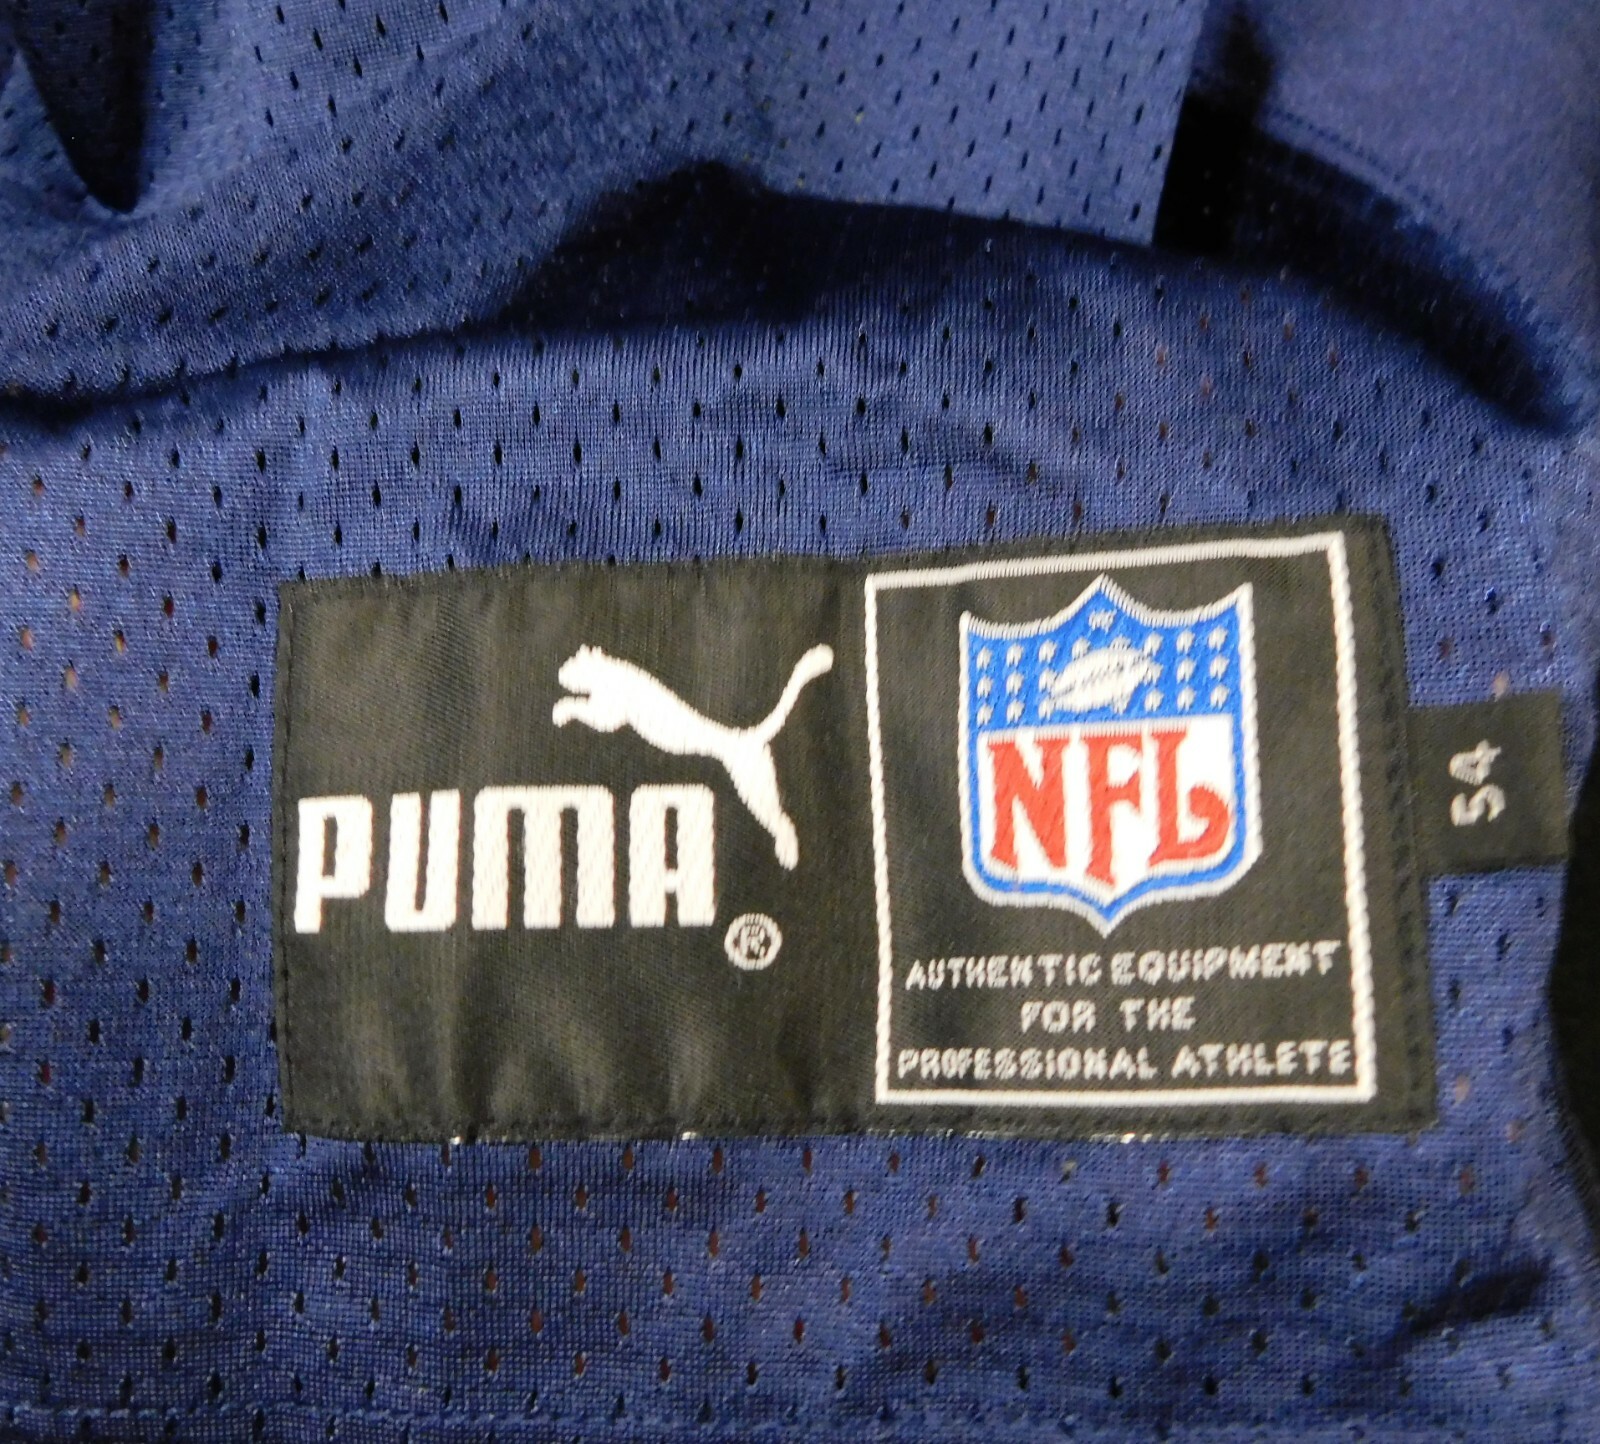 PUMA®
NFL
AUTHENTIC EQUIPMENT
FOR THE
PROFESSIONAL ATHLETE
54